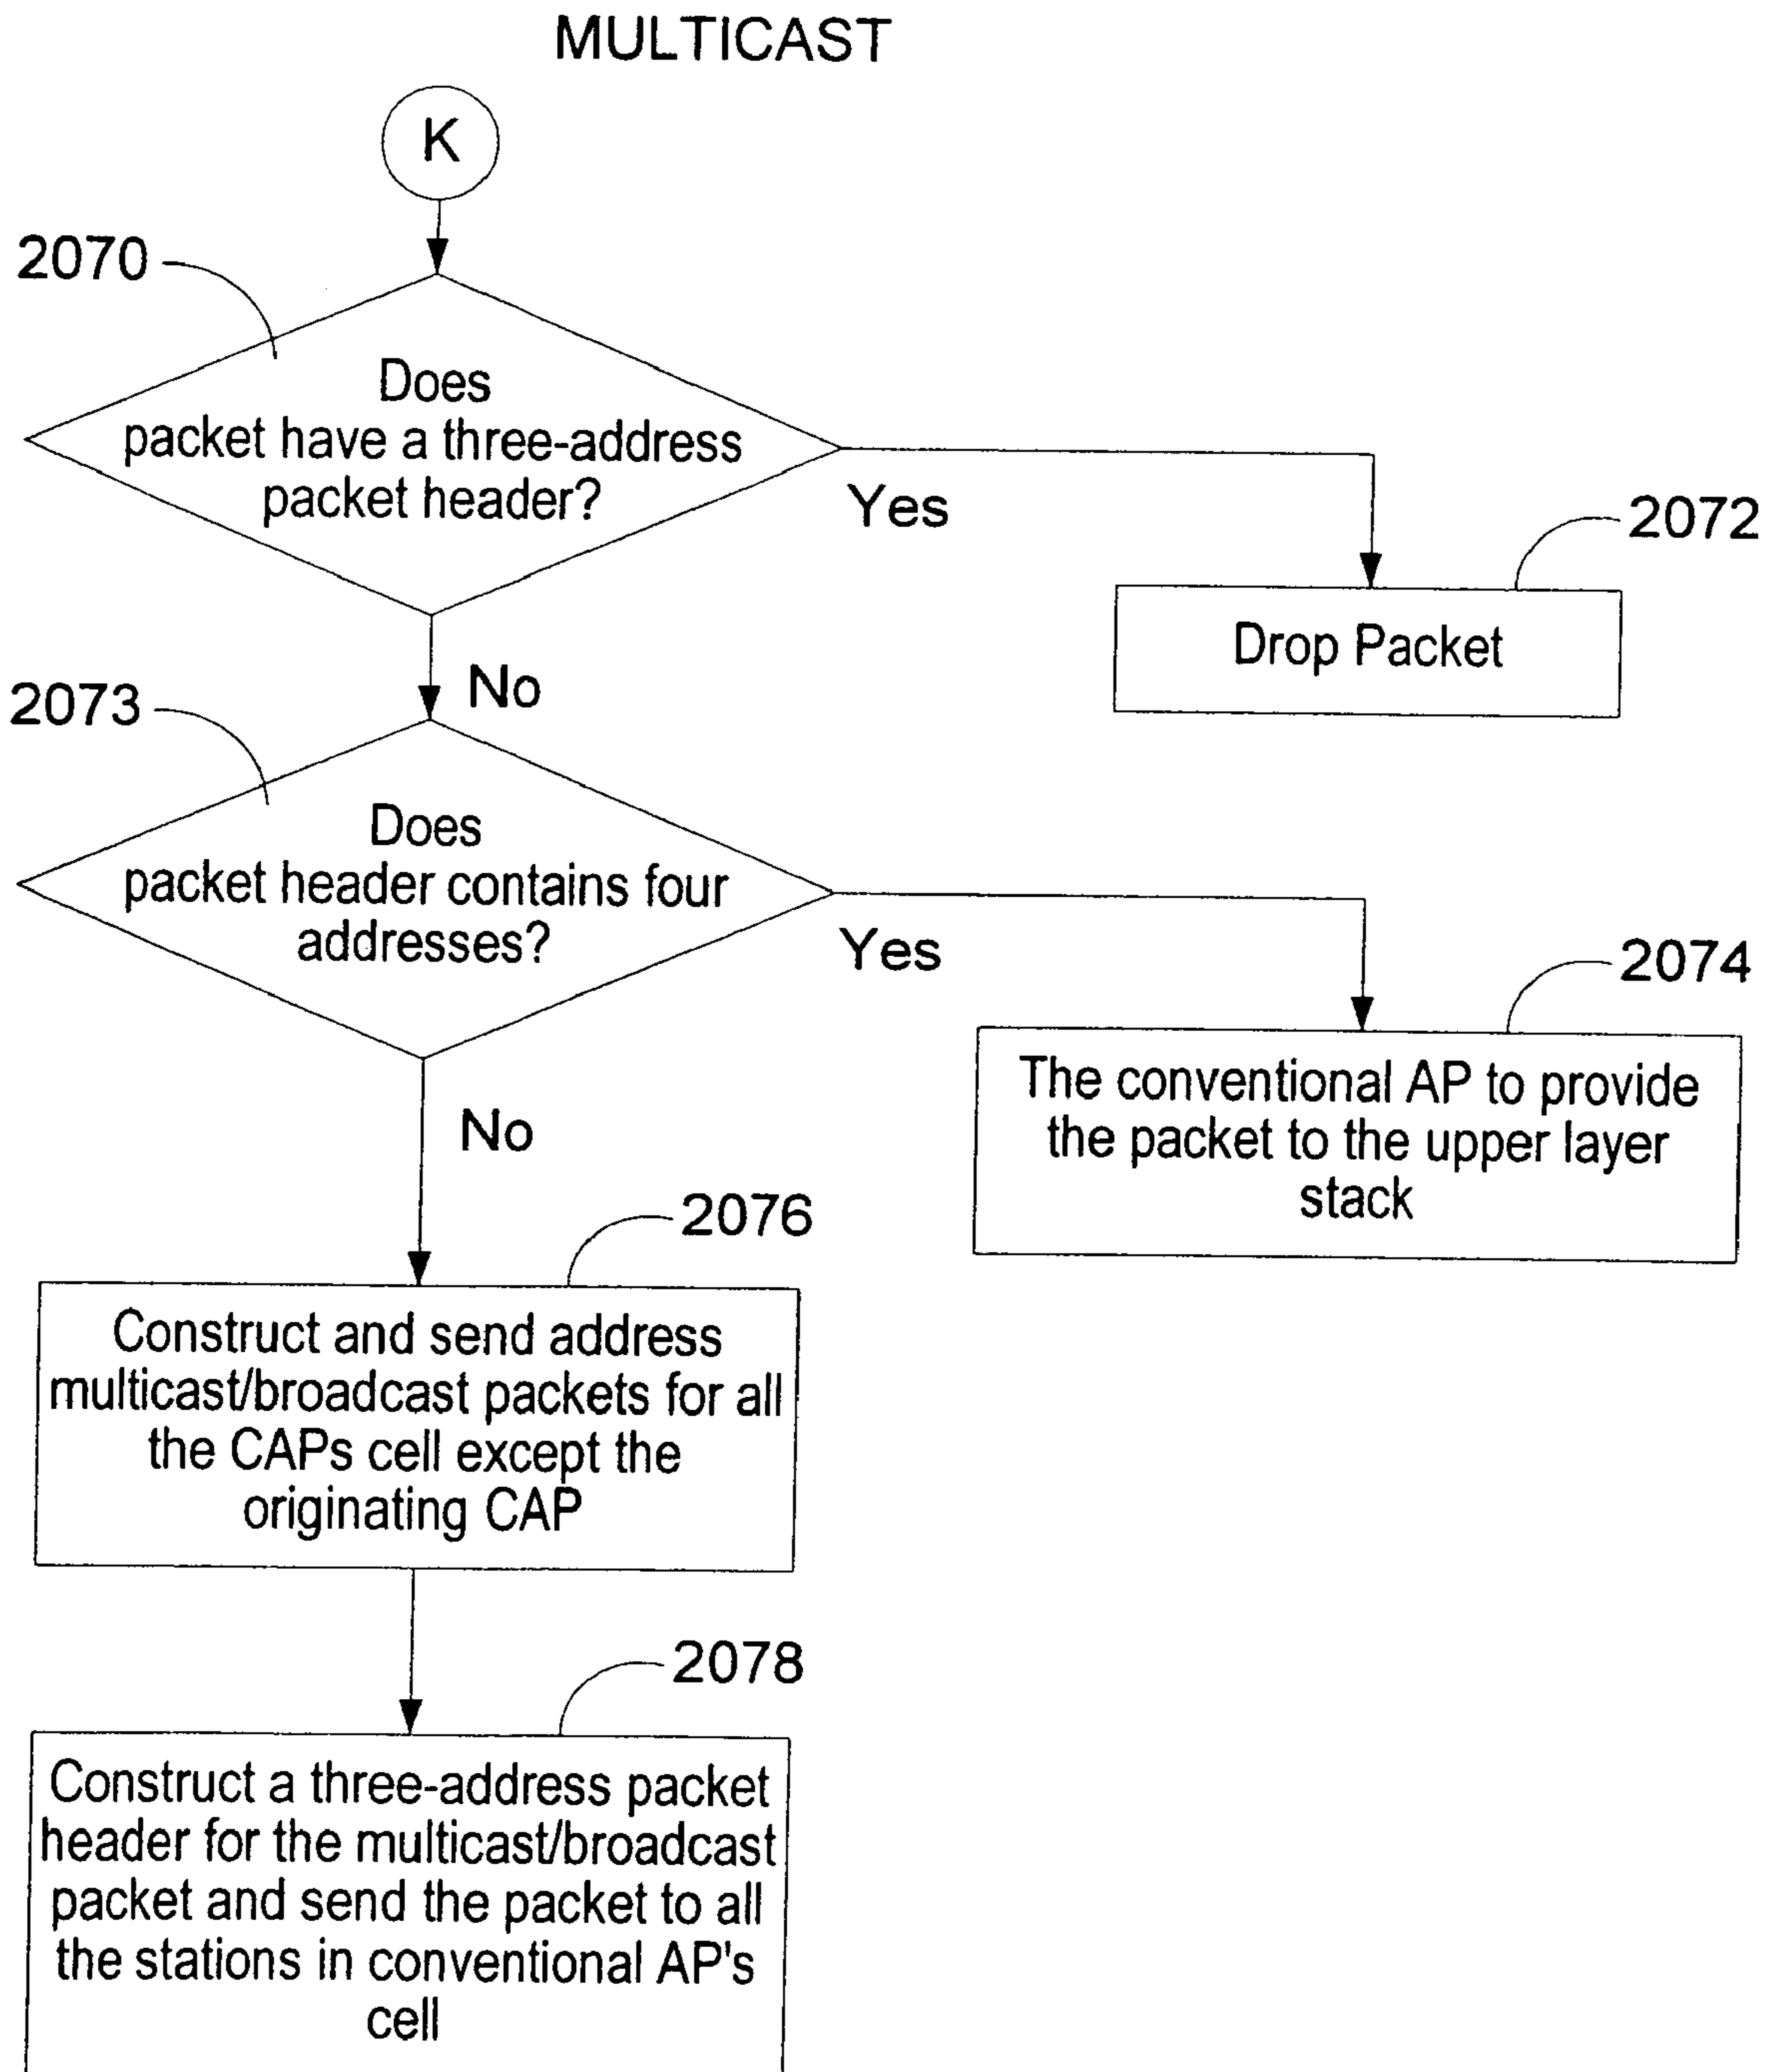 MULTICAST
K
2070
Does
packet have a three-address
packet header?
Yes
2072
Drop Packet
No
2073
Does
packet header contains four
addresses?
Yes
2074
The conventional AP to provide
the packet to the upper layer
stack
No
2076
Construct and send address
multicast/broadcast packets for all
the CAPs cell except the
originating CAP
2078
Construct a three-address packet
header for the multicast/broadcast
packet and send the packet to all
the stations in conventional AP's
cell